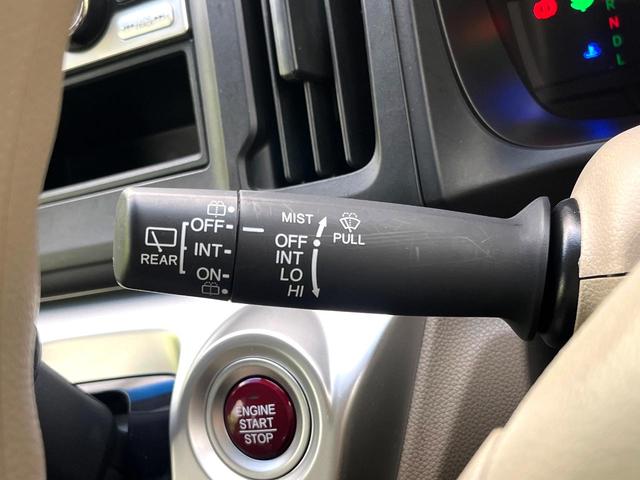 R
N
D
L
MIST
OFF
PULL
OFF
INT
REAR
INT
LO
ON
HI
ENGINE
START
STOP